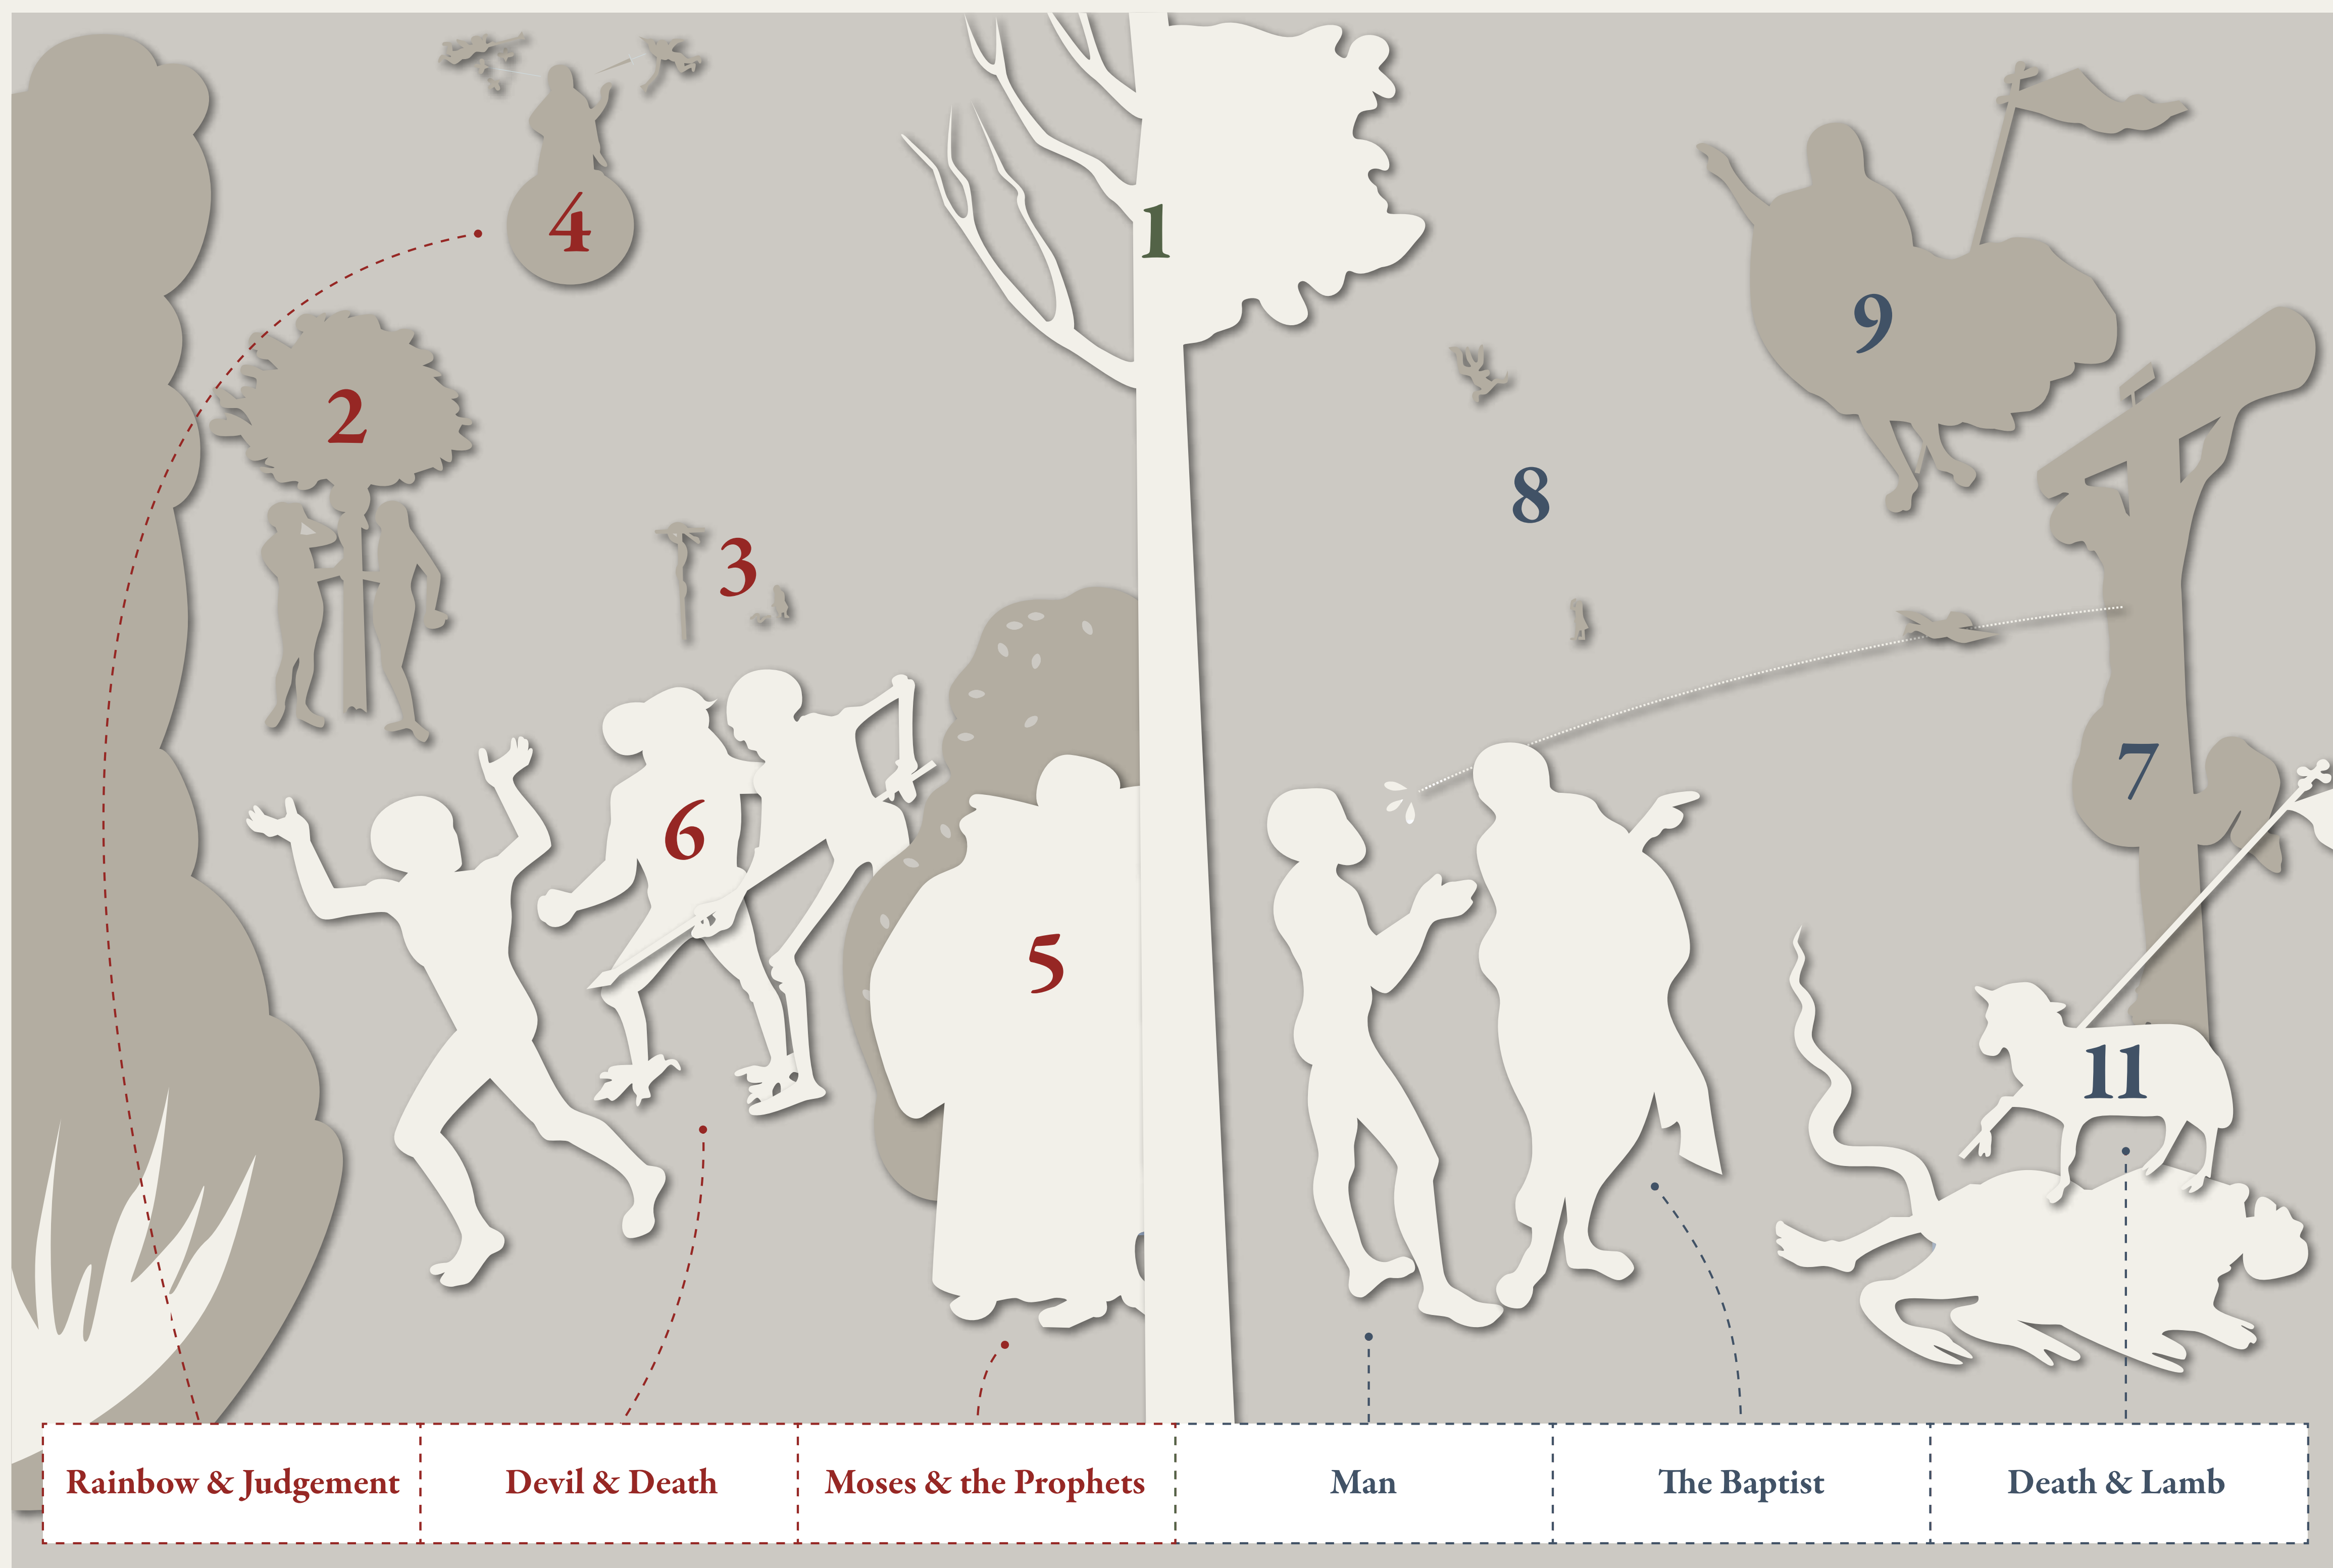 4
1
9
2
8
3
7
6
5
11
Rainbow & Judgement
Devil & Death
Moses & the Prophets
Man
The Baptist
Death & Lamb